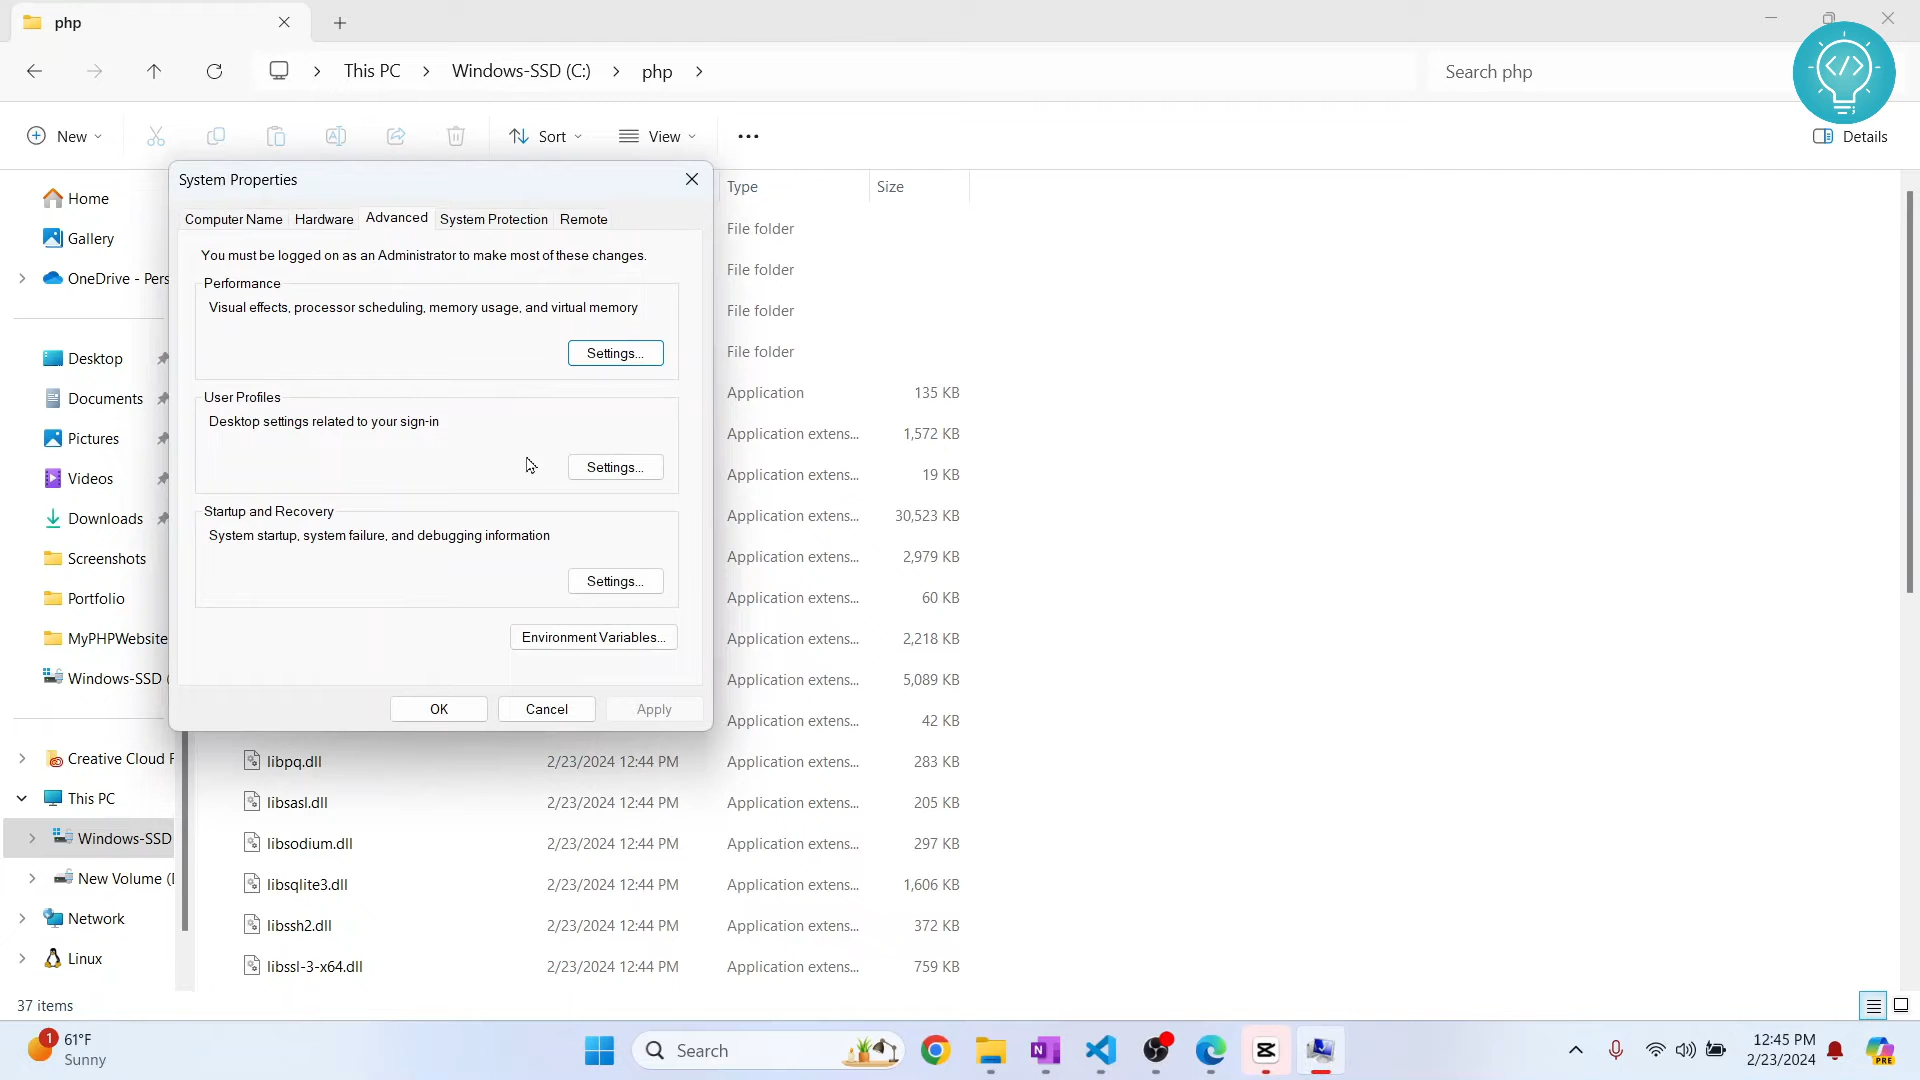 php
This PC
Windows-SSD (C:)
php
Search php
New
Sort
View
Details
Home
Gallery
OneDrive - Pers
Desktop
Documents
Pictures
Videos
Downloads
Screenshots
Portfolio
MyPHPWebsite
Windows-SSD (
Creative Cloud F
This PC
Windows-SSD
New Volume (
Network
Linux
System Properties
Computer Name Hardware Advanced System Protection Remote
You must be logged on as an Administrator to make most of these changes.
Performance
Visual effects, processor scheduling, memory usage, and virtual memory
Settings...
User Profiles
Desktop settings related to your sign-in
Settings...
Startup and Recovery
System startup, system failure, and debugging information
Settings...
Environment Variables...
OK Cancel Apply
Type Size
File folder
File folder
File folder
File folder
Application 135 KB
Application extens... 1,572 KB
Application extens... 19 KB
Application extens... 30,523 KB
Application extens... 2,979 KB
Application extens... 60 KB
Application extens... 2,218 KB
Application extens... 5,089 KB
Application extens... 42 KB
libpq.dll 2/23/2024 12:44 PM Application extens... 283 KB
libsasl.dll 2/23/2024 12:44 PM Application extens... 205 KB
libsodium.dll 2/23/2024 12:44 PM Application extens... 297 KB
libsqlite3.dll 2/23/2024 12:44 PM Application extens... 1,606 KB
libssh2.dll 2/23/2024 12:44 PM Application extens... 372 KB
libssl-3-x64.dll 2/23/2024 12:44 PM Application extens... 759 KB
37 items
1
61°F
Sunny
Search
12:45 PM
2/23/2024
PRE